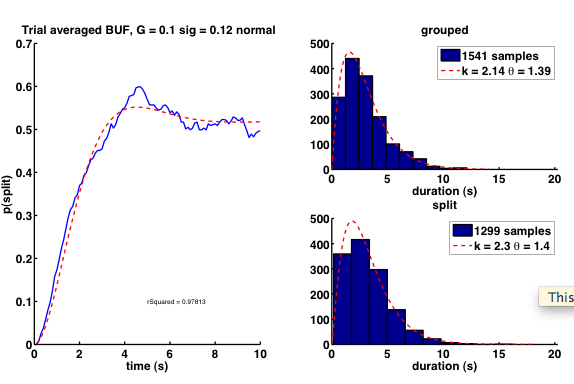 Trial averaged BUF, G = 0.1 sig = 0.12 normal
0.7
0.6
0.5
0.4
0.3
0.2
0.1
0
p(split)
rSquared = 0.97813
0 2 4 6 8 10
time (s)
grouped
500
400
300
200
100
0
1541 samples
k = 2.14 θ = 1.39
0 5 10 15 20
duration (s)
split
500
400
300
200
100
0
1299 samples
k = 2.3 θ = 1.4
This
0 5 10 15 20
duration (s)